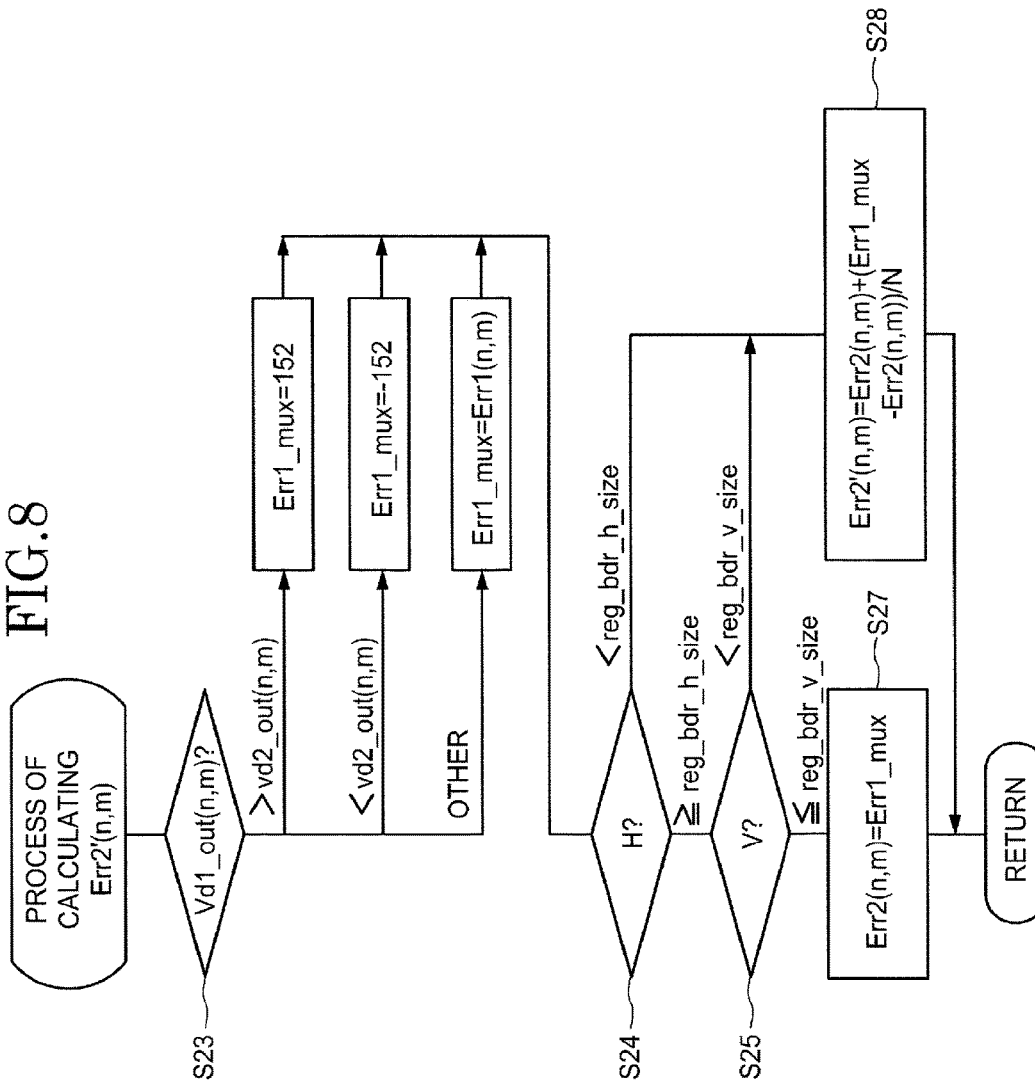 FIG.8
PROCESS OF
CALCULATING
Err2'(n,m)
S23
Vd1_out(n,m)?
>vd2_out(n,m)
Err1_mux=152
<vd2_out(n,m)
Err1_mux=-152
OTHER
Err1_mux=Err1(n,m)
S24
H?
<reg_bdr_h_size
≧reg_bdr_h_size
S25
V?
<reg_bdr_v_size
≦reg_bdr_v_size
S27
Err2(n,m)=Err1_mux
S28
Err2'(n,m)=Err2(n,m)+(Err1_mux
-Err2(n,m))/N
RETURN